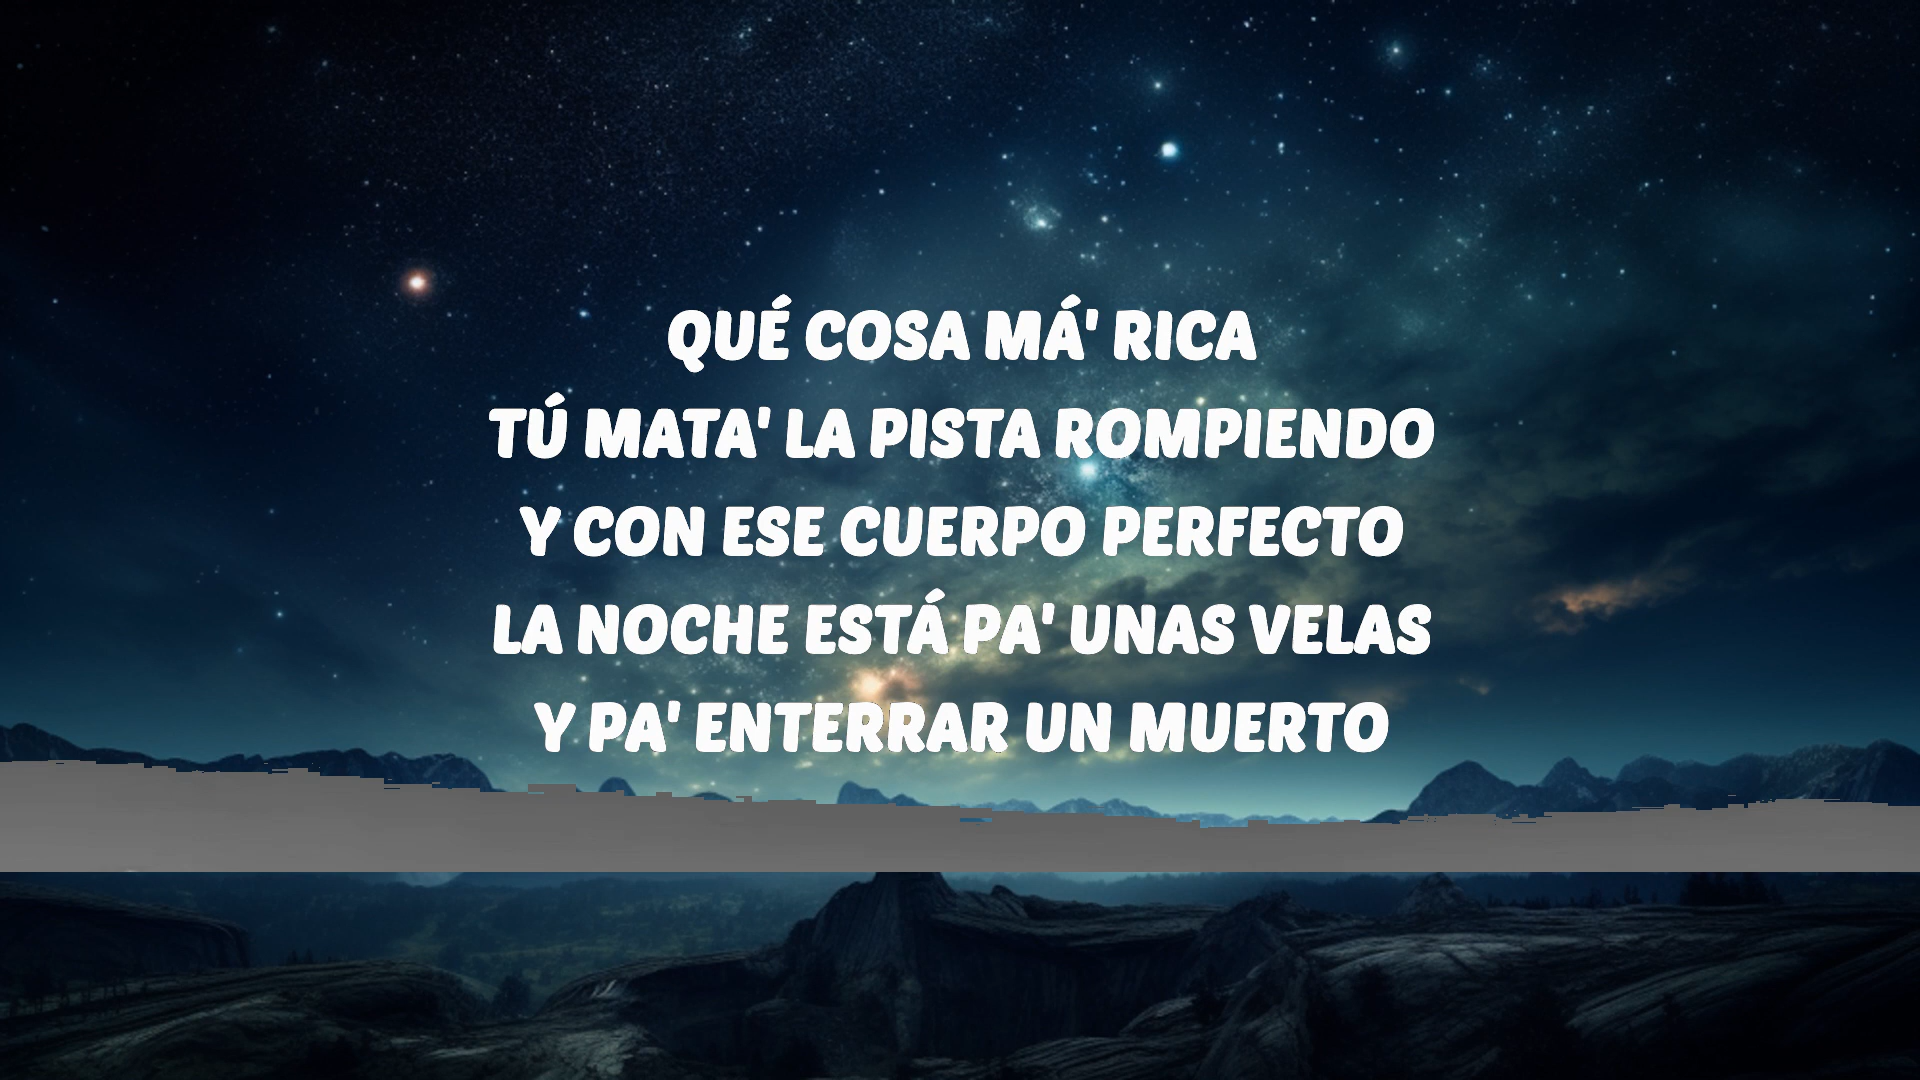 QUÉ COSA MÁ' RICA
TÚ MATA' LA PISTA ROMPIENDO
Y CON ESE CUERPO PERFECTO
LA NOCHE ESTÁ PA' UNAS VELAS
Y PA' ENTERRAR UN MUERTO